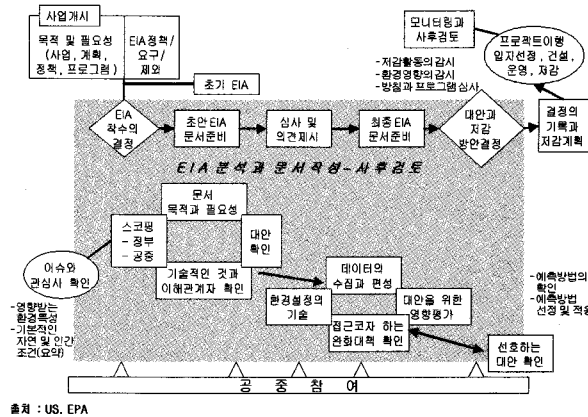 사업개시
목적 및 필요성
(사업, 계획,
정책, 프로그램)
EIA정책/
요구/
제외
초기 EIA
모니터링과
사후검토
-저감활동의감시
-환경영향의감시
-방침과프로그램심사
프로팩트이행
입지선정, 건설,
운영, 저감
EIA
착수의
결정
초안EIA
문서준비
심사 및
의견제시
최종EIA
문서준비
대안과
저감
방안결정
결정의
기록과
저감계획
EIA분석과문서작성-사후검토
문서
목적과 필요성
스코핑
- 정부
- 공중
대안
확인
기술적인 것과
이해관계자 확인
이슈와
관심사 확인
-영향받는
환경특성
-기본적인
자연 및 인간
조건(요약)
데이터의
수집과 편성
환경설정의
기술
대안을 위한
영향평가
접근코자 하는
완화대책 확인
-예측방법의
확인
-예측방법
선정 및 적용
선호하는
대안 확인
공중참여
출처 : US, EPA